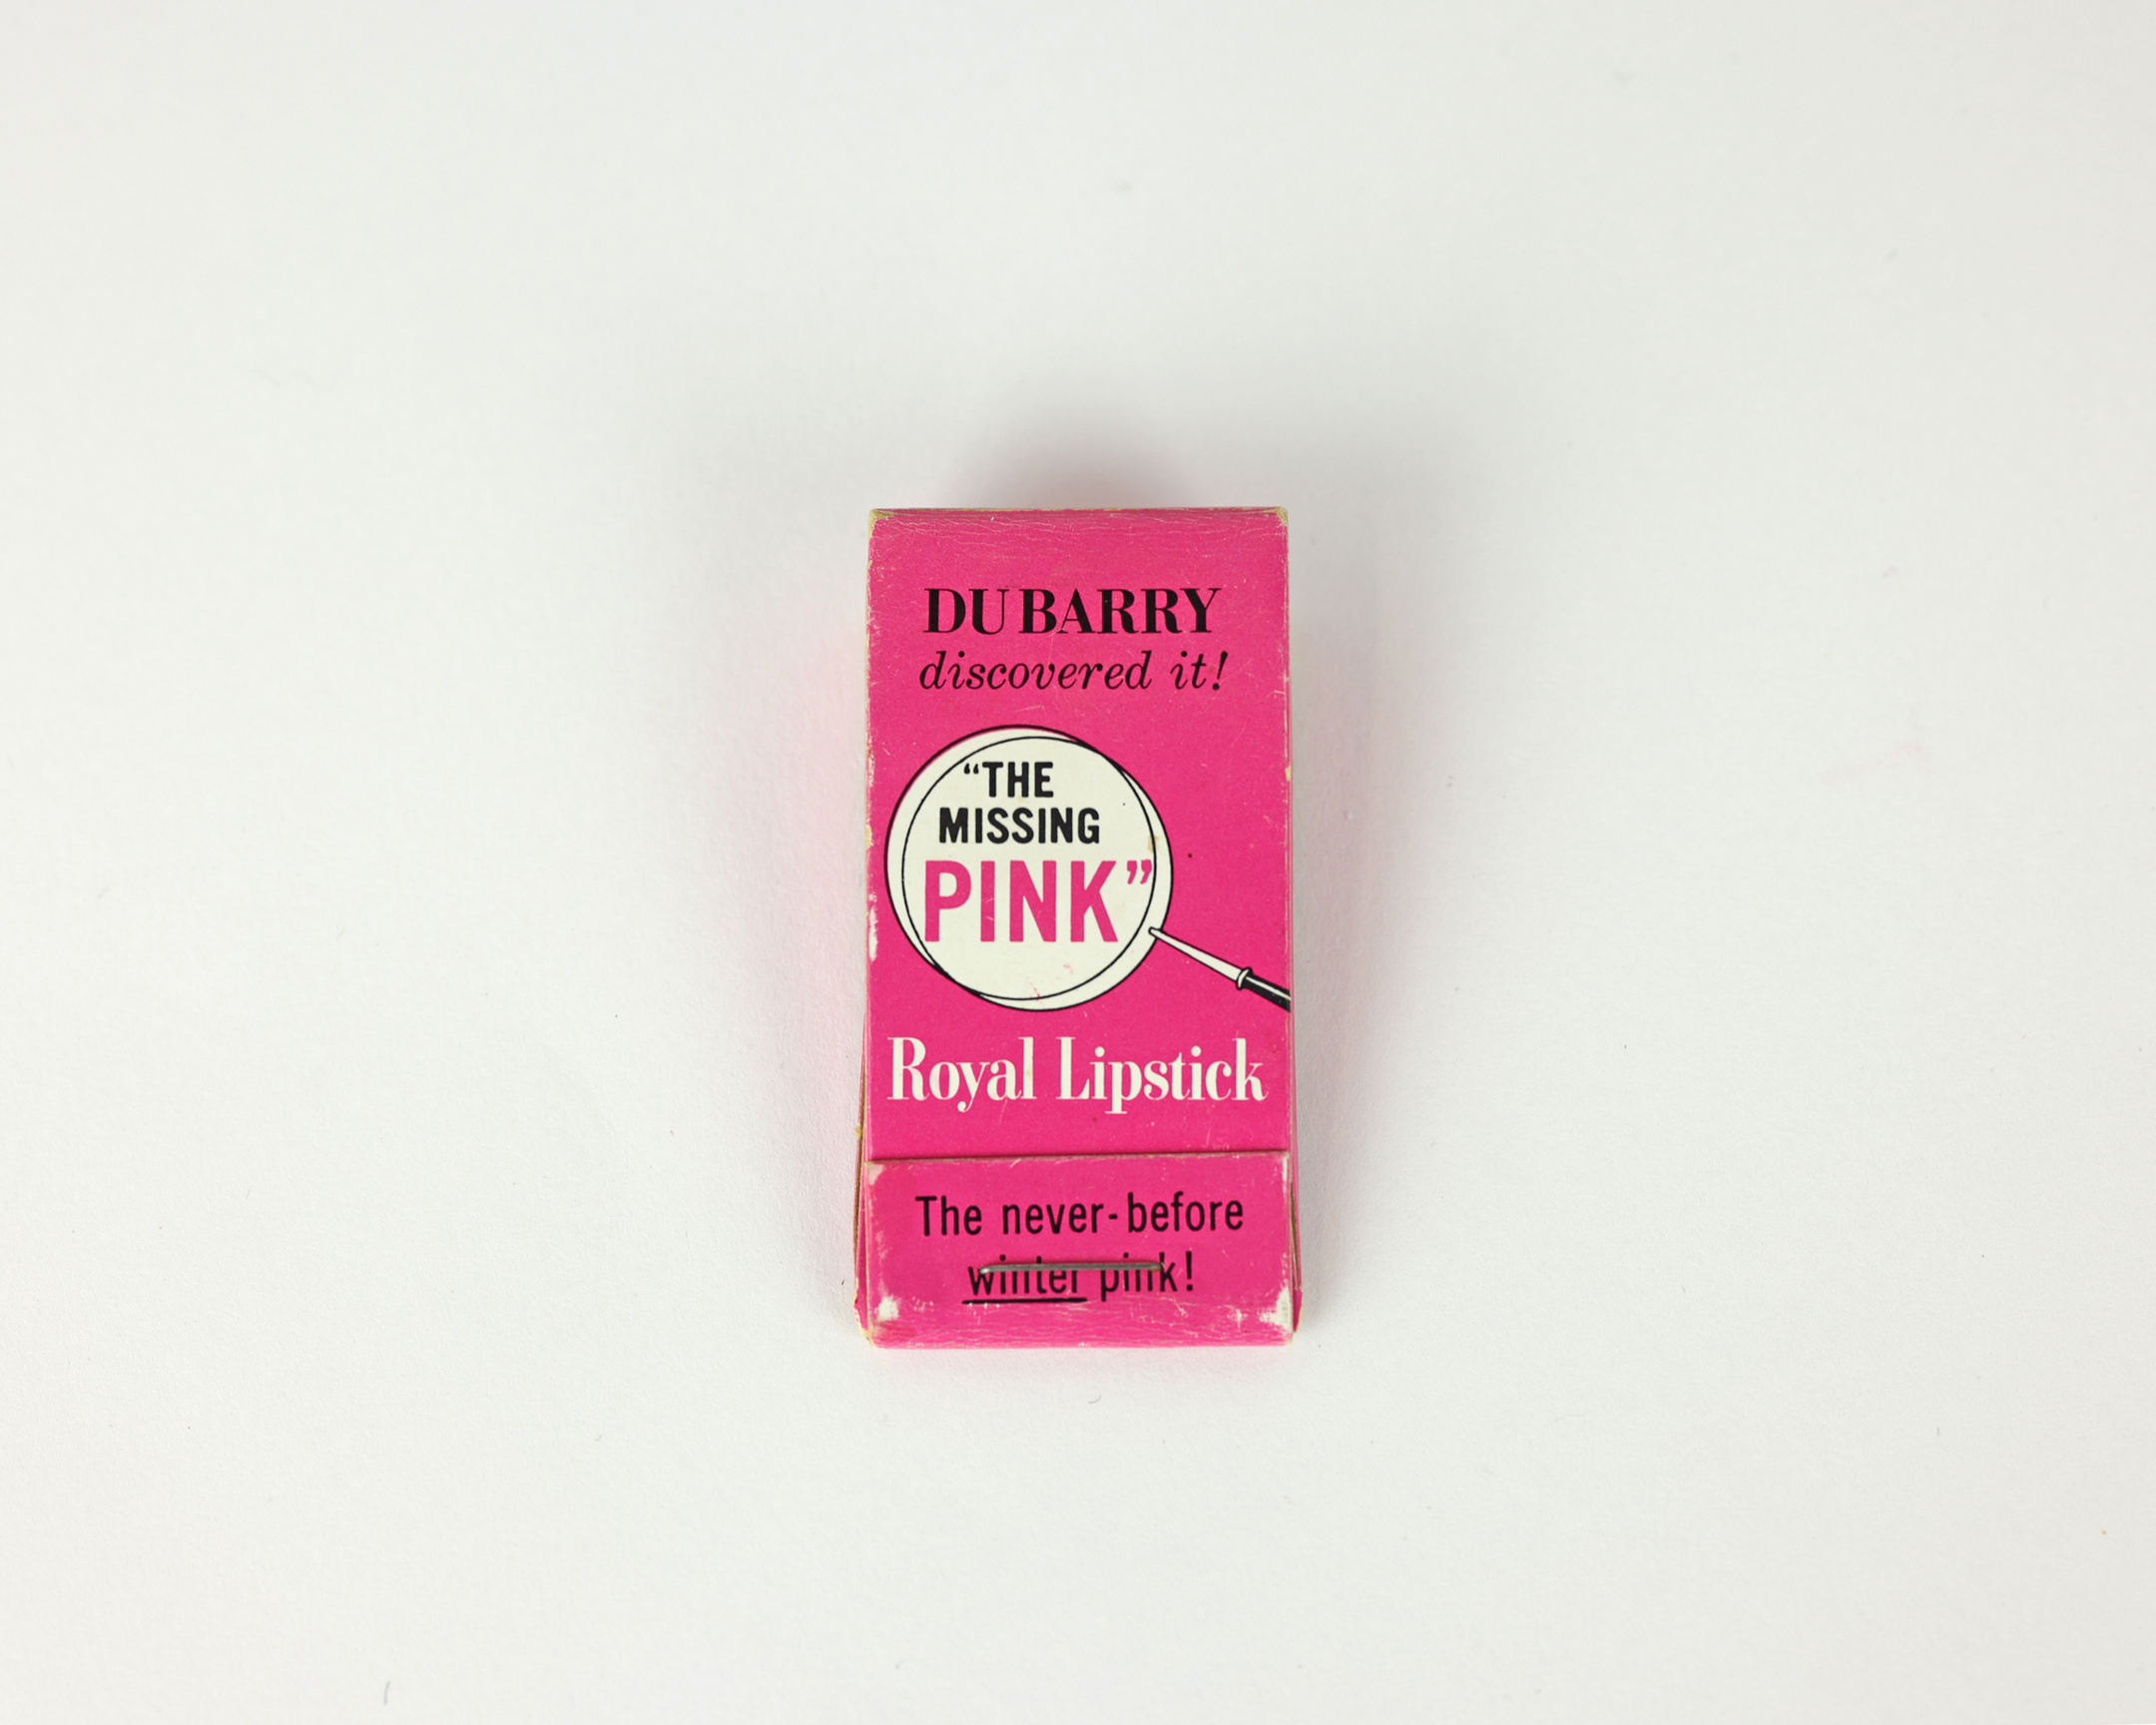 DU BARRY
discovered it!
“THE
MISSING
PINK”
Royal Lipstick
The never-before
winter pink!